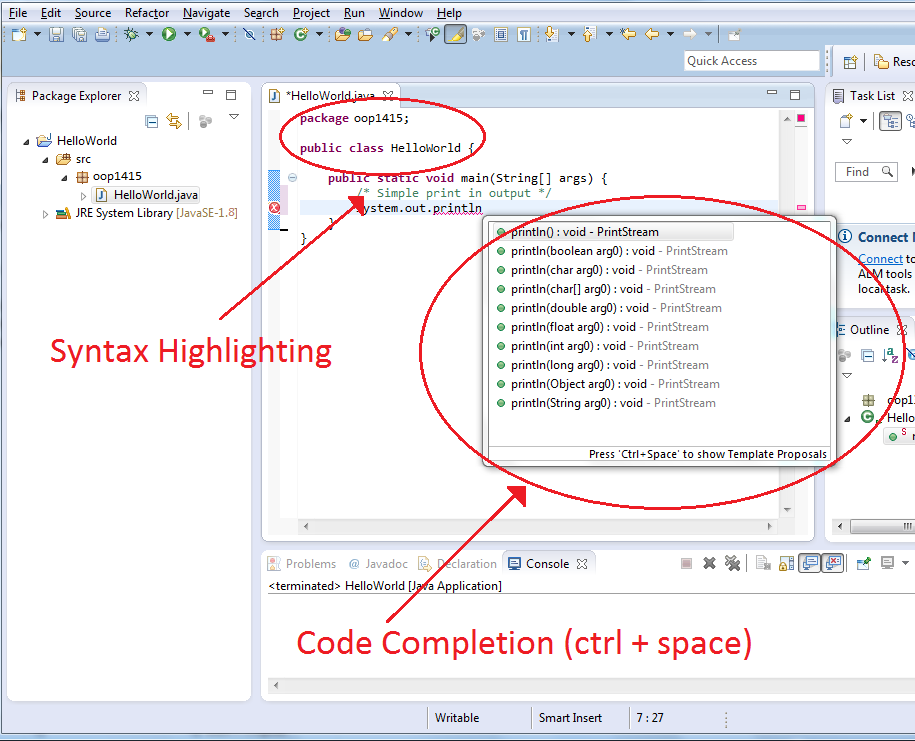 File Edit Source Refactor Navigate Search Project Run Window Help
Quick Access
Package Explorer
HelloWorld
src
oop1415
HelloWorld.java
JRE System Library [JavaSE-1,8]
*HelloWorld.java
package oop1415;
public class HelloWorld {
public static void main(String[] args) {
/* Simple print in output */
ystem.out.println
}
}
println() : void - PrintStream
println(boolean arg0) : void - PrintStream
println(char arg0) : void - PrintStream
println(char[] arg0) : void - PrintStream
println(double arg0) : void - PrintStream
println(float arg0) : void - PrintStream
println(int arg0) : void - PrintStream
println(long arg0) : void - PrintStream
println(Object arg0) : void - PrintStream
println(String arg0) : void - PrintStream
Press 'Ctrl+Space' to show Template Proposals
Syntax Highlighting
Task List
Find
Connect
Connect to
ALM tools
local task.
Outline
Hello
Problems @ Javadoc Declaration Console
<terminated> HelloWorld [Java Application]
Code Completion (ctrl + space)
Writable Smart Insert 7 : 27